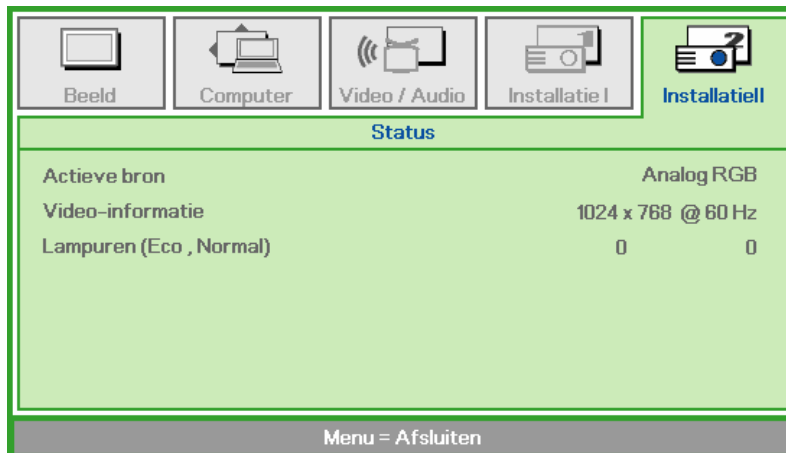 Beeld Computer Video / Audio Installatie I InstallatieII
Status
Actieve bron Analog RGB
Video-informatie 1024 x 768 @ 60 Hz
Lampuren (Eco , Normal) 0 0
Menu = Afsluiten